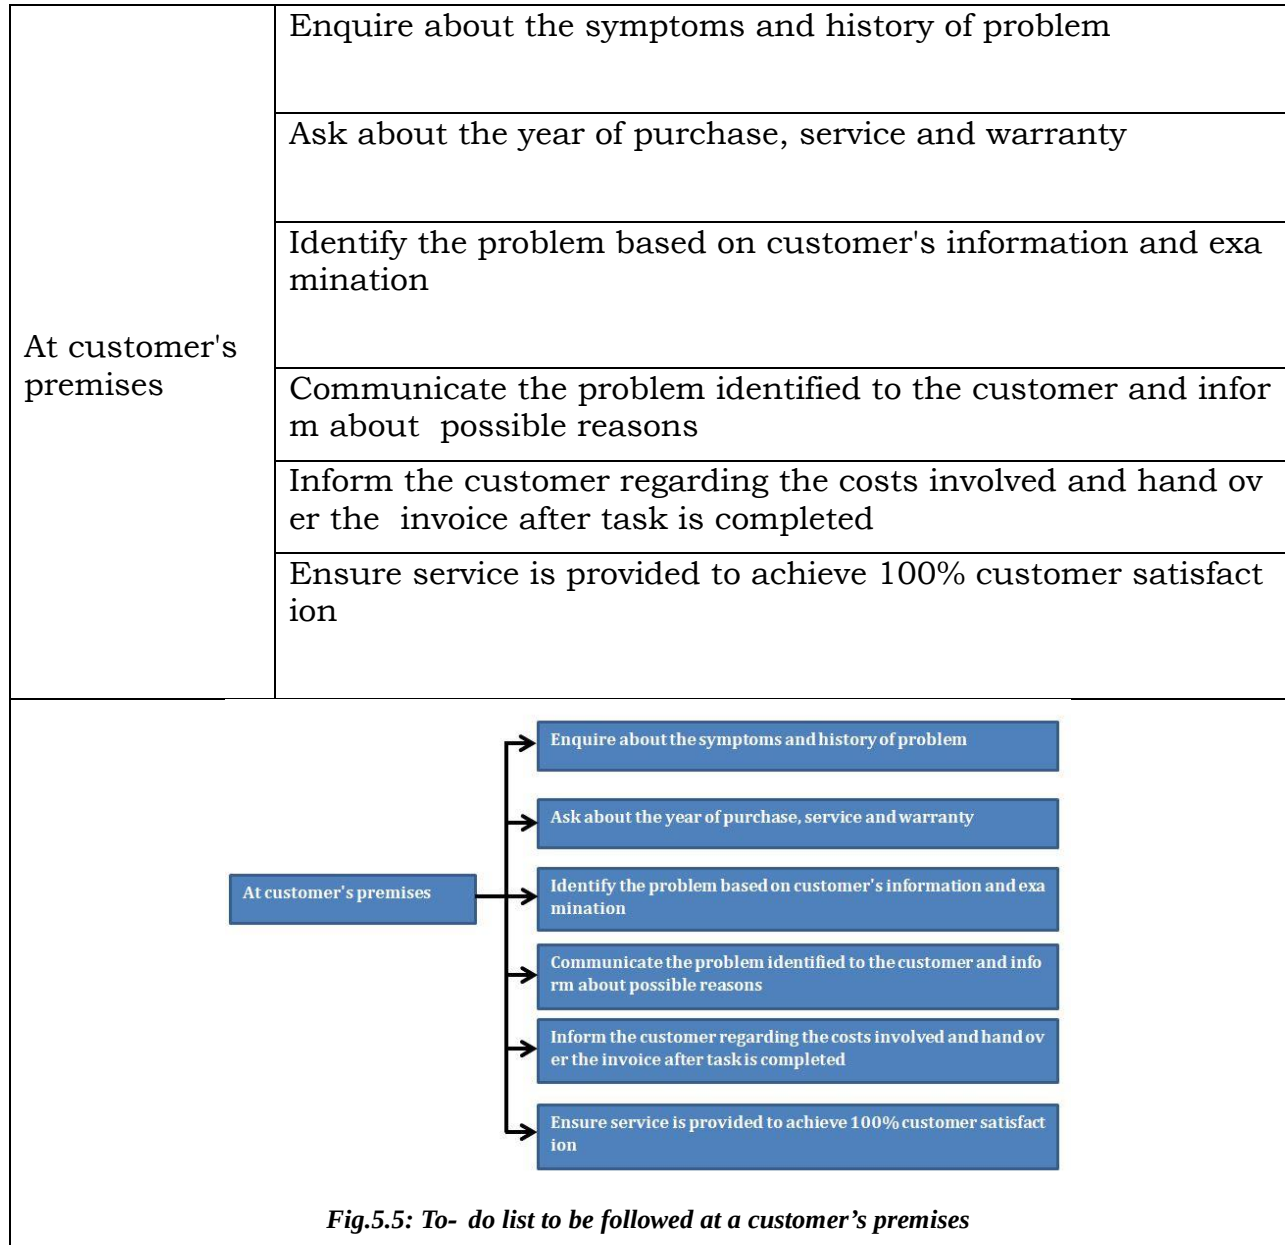 Enquire about the symptoms and history of problem
Ask about the year of purchase, service and warranty
Identify the problem based on customer's information and exa
mination
At customer's
premises
Communicate the problem identified to the customer and infor
m about  possible reasons
Inform the customer regarding the costs involved and hand ov
er the  invoice after task is completed
Ensure service is provided to achieve 100% customer satisfact
ion
Enquire about the symptoms and history of problem
Ask about the year of purchase, service and warranty
At customer's premises
Identify the problem based on customer's information and exa
mination
Communicate the problem identified to the customer and info
rm about possible reasons
Inform the customer regarding the costs involved and hand ov
er the invoice after task is completed
Ensure service is provided to achieve 100% customer satisfact
ion
Fig.5.5: To- do list to be followed at a customer’s premises